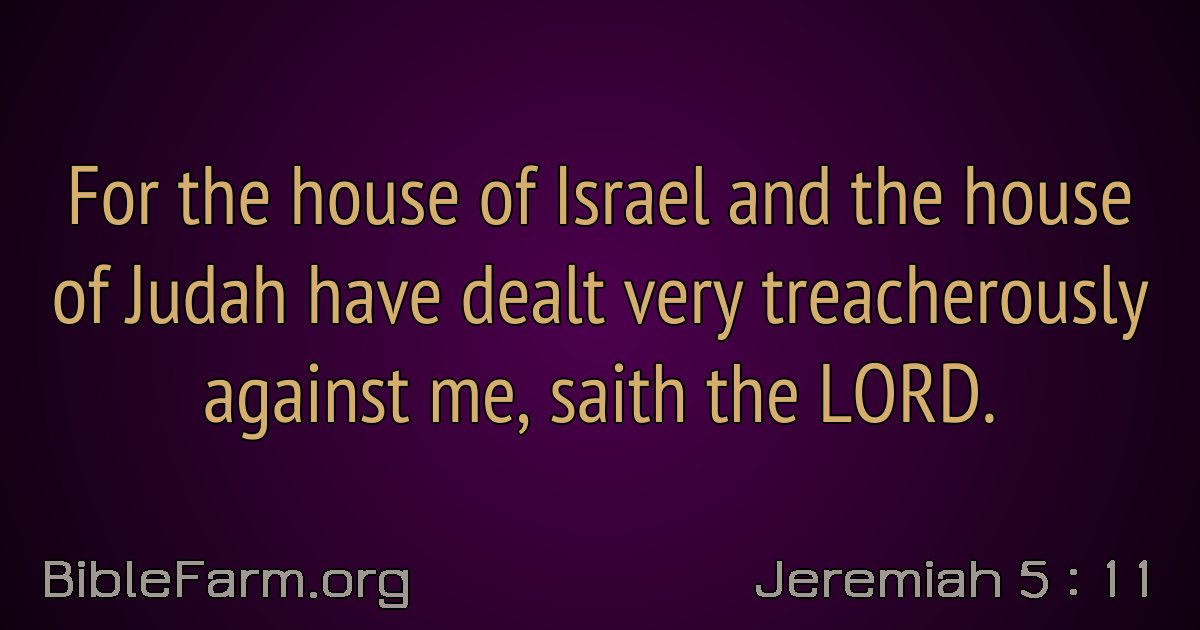 For the house of Israel and the house
of Judah have dealt very treacherously
against me, saith the LORD.
BibleFarm.org
Jeremiah 5 : 11